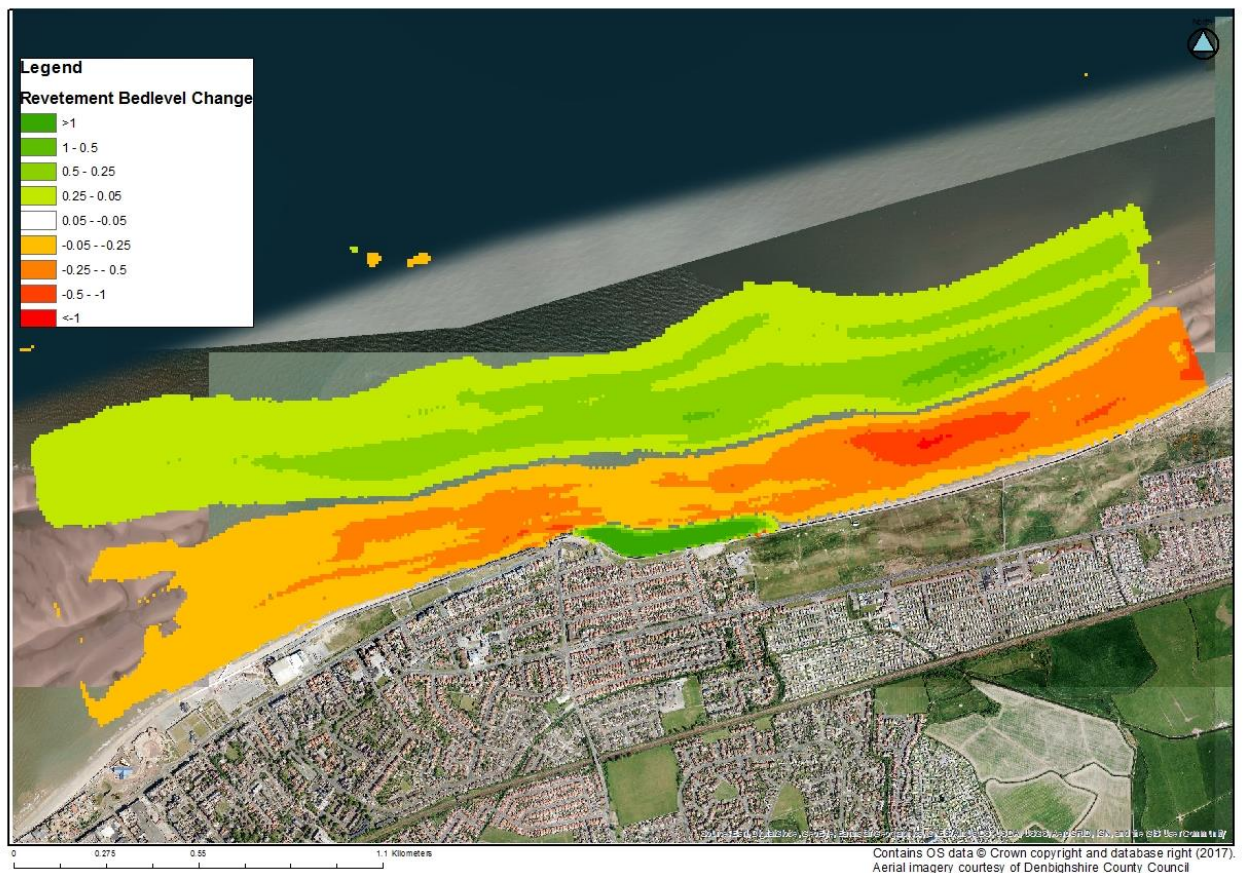 Legend
Revetement Bedlevel Change
>1
1 - 0.5
0.5 - 0.25
0.25 - 0.05
0.05 - -0.05
-0.05 - -0.25
-0.25 - - 0.5
-0.5 - -1
<-1
0 0.275 0.55 1.1 Kilometers
Contains OS data © Crown copyright and database right (2017).
Aerial imagery courtesy of Denbighshire County Council